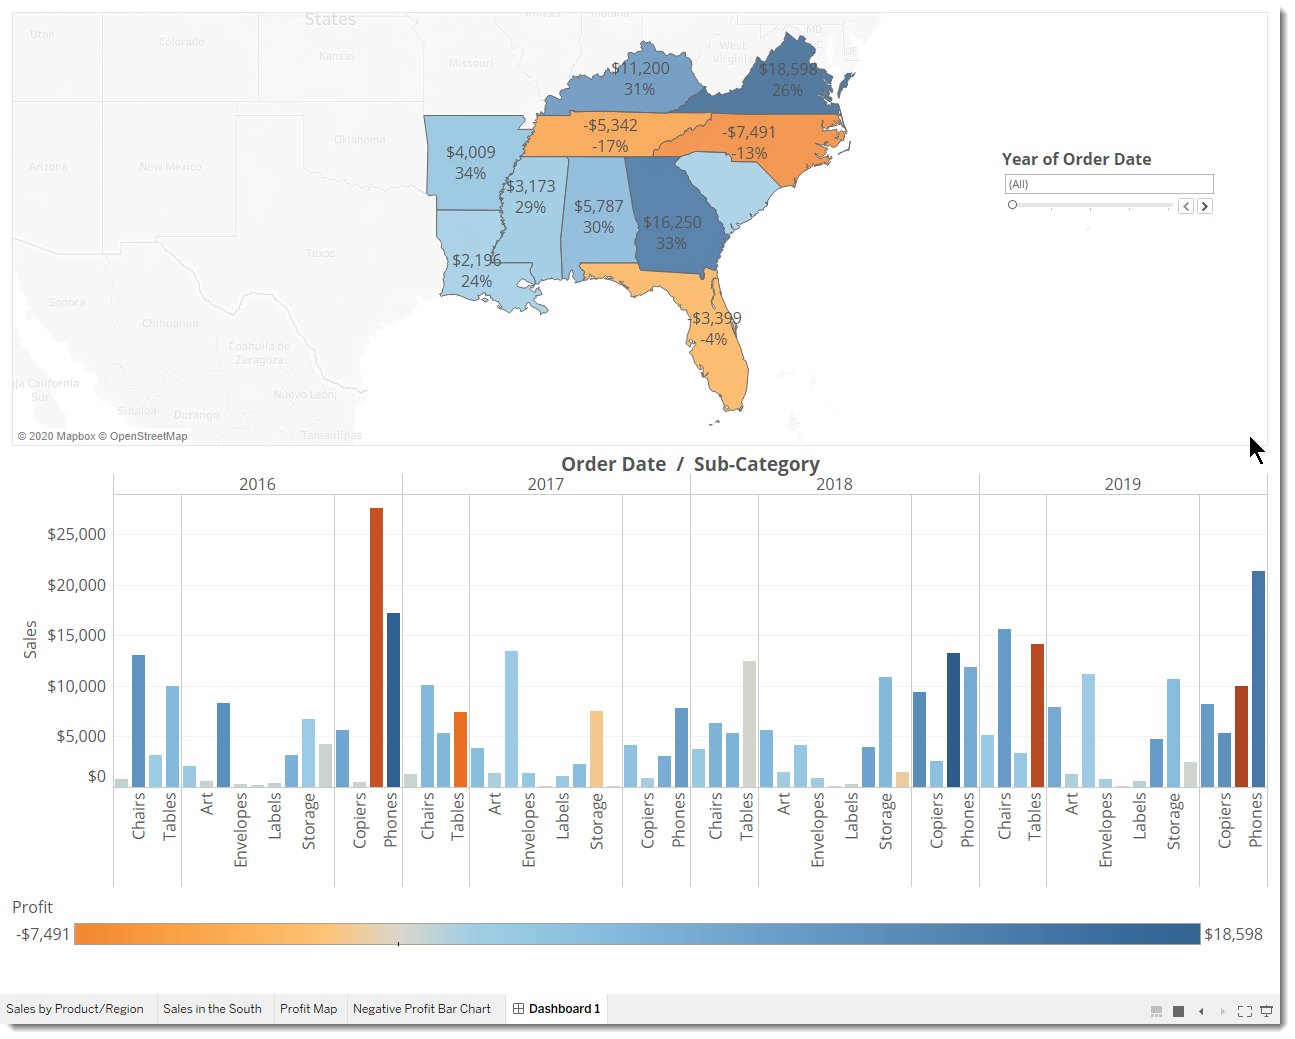 States
Utah
Colorado
Kansas
Missouri
Illinois
Indiana
West
Virginia
MD
DE
Arizona
New Mexico
Oklahoma
Texas
Sonora
Chihuahua
Coahuila de
Zaragoza
ja California
Sur
Sinaloa
Durango
Nuevo León
Tamaulipas
$11,200
31%
$18,598
26%
-$5,342
-17%
-$7,491
-13%
$4,009
34%
$3,173
29%
$5,787
30%
$16,250
33%
$2,196
24%
-$3,399
-4%
Year of Order Date
(All)
© 2020 Mapbox © OpenStreetMap
Order Date / Sub-Category
2016 2017 2018 2019
Sales
$25,000
$20,000
$15,000
$10,000
$5,000
$0
Chairs Tables Art Envelopes Labels Storage Copiers Phones Chairs Tables Art Envelopes Labels Storage Copiers Phones Chairs Tables Art Envelopes Labels Storage Copiers Phones Chairs Tables Art Envelopes Labels Storage Copiers Phones
Profit
-$7,491 $18,598
Sales by Product/Region Sales in the South Profit Map Negative Profit Bar Chart Dashboard 1